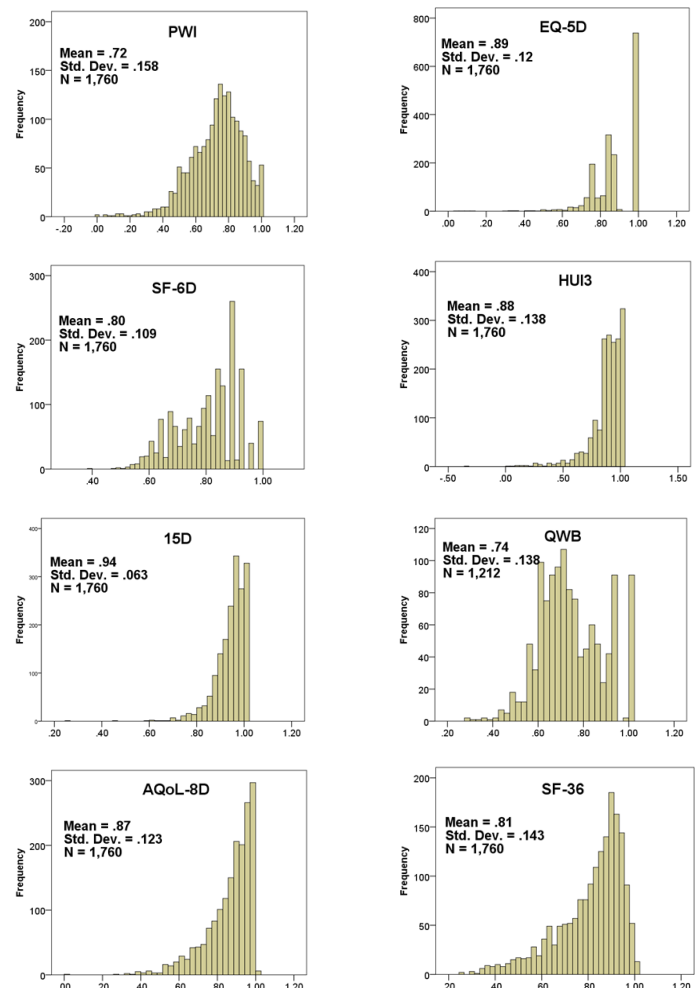 PWI
Mean = .72
Std. Dev. = .158
N = 1,760
Frequency
200
150
100
50
0
-.20 .00 .20 .40 .60 .80 1.00 1.20
EQ-5D
Mean = .89
Std. Dev. = .12
N = 1,760
Frequency
800
600
400
200
0
.00 .20 .40 .60 .80 1.00 1.20
SF-6D
Mean = .80
Std. Dev. = .109
N = 1,760
Frequency
300
200
100
0
.40 .60 .80 1.00
HUI3
Mean = .88
Std. Dev. = .138
N = 1,760
Frequency
400
300
200
100
0
-.50 .00 .50 1.00 1.50
15D
Mean = .94
Std. Dev. = .063
N = 1,760
Frequency
400
300
200
100
0
.20 .40 .60 .80 1.00 1.20
QWB
Mean = .74
Std. Dev. = .138
N = 1,212
Frequency
120
100
80
60
40
20
0
.20 .40 .60 .80 1.00 1.20
AQoL-8D
Mean = .87
Std. Dev. = .123
N = 1,760
Frequency
300
200
100
0
.00 .20 .40 .60 .80 1.00 1.20
SF-36
Mean = .81
Std. Dev. = .143
N = 1,760
Frequency
200
150
100
50
0
.20 .40 .60 .80 1.00 1.20